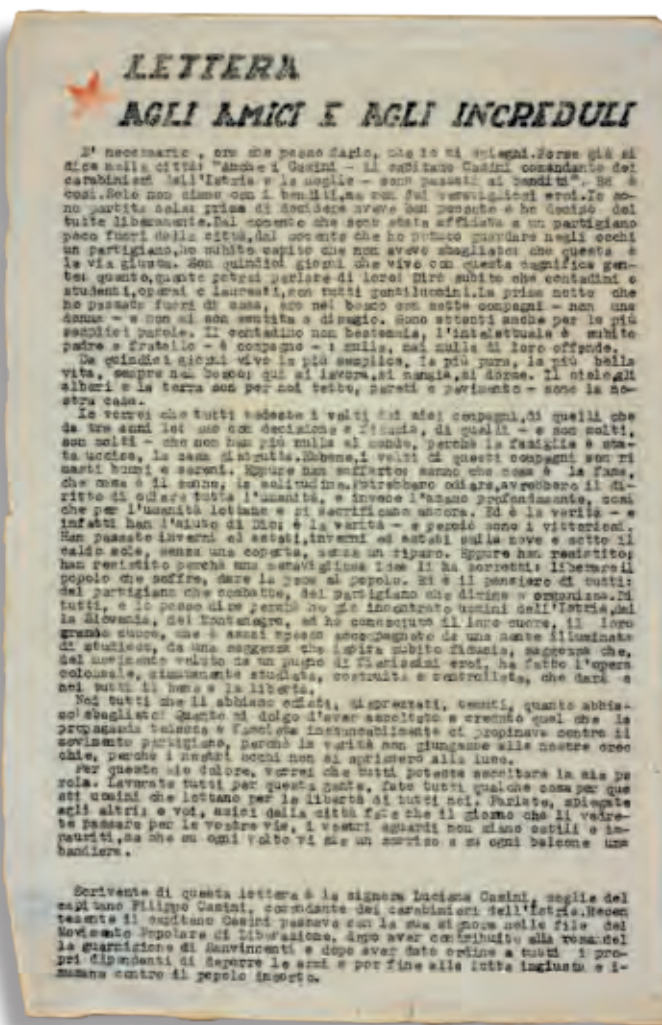 LETTERA
AGLI AMICI E AGLI INCREDULI
E' necessario, ora che posso farlo, che io vi spieghi. Forse già si
dice nella città: "Anche i Casini - il capitano Casini comandante dei
carabinieri dell'Istria e la moglie - sono passati ai banditi". Ed è
così. Solo non siamo con i banditi, ma con dei meravigliosi eroi. Io so-
no partita sola: prima di decidere avevo ben pensato e ho deciso del
tutto liberamente. Dal momento che sono stata affidata a un partigiano
poco fuori della città, dal momento che ho potuto guardare negli occhi
un partigiano, ho subito capito che non avevo sbagliato: che questa è
la via giusta. Son quindici giorni che vivo con questa magnifica gen-
te: quanto, quanto potrei parlare di loro! Dirò subito che contadini e
studenti, operai e laureati, son tutti gentiluomini. La prima notte che
ho passato fuori di casa, ero nel bosco con sette compagni - non una
donna - e non mi son sentita a disagio. Sono attenti anche per le più
semplici parole. Il contadino non bestemmia, l'intelettuale è subito
padre e fratello - è compagno - i nulla, mai nulla di loro offende.
Da quindici giorni vivo la più semplice, la più pura, la più bella
vita, sempre nel bosco; qui si lavora, si mangia, si dorme. Il cielo, gli
alberi e la terra son per noi tetto, pareti e pavimento - sono la no-
stra casa.
Io vorrei che tutti vedeste i volti dei miei compagni, di quelli che
da tre anni lottano con decisione e fiducia, di quelli - e son molti,
son molti - che non han più nulla al mondo, perchè la famiglia è sta-
ta uccisa, la casa distrutta. Ebbene, i volti di questi compagni son ri
masti buoni e sereni. Eppure han sofferto: sanno che cosa è la fame,
che cosa è il sonno, la solitudine. Potrebbero odiare, avrebbero il di-
ritto di odiare tutta l'umanità, e invece l'amano profondamente, così
che per l'umanità lottano e si sacrificano ancora. Ed è la verità - e
infatti han l'aiuto di Dio; è la verità - e perciò sono i vittoriosi.
Han passato inverni ed estati, inverni ed estati sulla neve e sotto il
caldo sole, senza una coperta, senza un riparo. Eppure han resistito;
han resistito perchè una meravigliosa idea li ha sorretti: liberare il
popolo che soffre, dare la pace al popolo. Ed è il pensiero di tutti:
del partigiano che combatte, del partigiano che dirige e organizza. Di
tutti, e lo posso dire perchè ho già incontrato uomini dell'Istria, del
la Slovenia, del Montenegro, ed ho conosciuto il loro cuore, il loro
grande cuore, che è assai spesso accompagnato da una mente illuminata
di studioso, da una saggezza che ispira subito fiducia, saggezza che,
del movimento voluto da un pugno di fierissimi eroi, ha fatto l'opera
colossale, minutamente studiata, costruita e controllata, che darà a
noi tutti il bene e la libertà.
Noi tutti che li abbiamo odiati, disprezzati, temuti, quanto abbia-
mo sbagliato! Quanto mi dolgo d'aver ascoltato e creduto quel che la
propaganda tedesca e fascista instancabilmente ci propinava contro il
movimento partigiano, perchè la verità non giungesse alle nostre orec
chie, perchè i nostri occhi non si aprissero alla luce.
Per questo mio dolore, vorrei che tutti poteste ascoltare la mia pa
rola. Lavorate tutti per questa gente, fate tutti qualche cosa per que
sti uomini che lottano per la libertà di tutti noi. Parlate, spiegate
agli altri; e voi, amici della città fate che il giorno che li vedre-
te passare per le vostre vie, i vostri sguardi non siano ostili e im-
pauriti, ma che su ogni volto vi sia un sorriso e su ogni balcone una
bandiera.
Scrivente di questa lettera è la signora Luciana Casini, moglie del
capitano Filippo Casini, comandante dei carabinieri dell'Istria. Recen
temente il capitano Casini passava con la sua signora nelle file del
Movimento Popolare di Liberazione, dopo aver contribuito alla resa del
la guarnigione di Sanvincenti e dopo aver dato ordine a tutti i pro-
pri dipendenti di deporre le armi e por fine alla lotta ingiusta e i-
numana contro il popolo insorto.